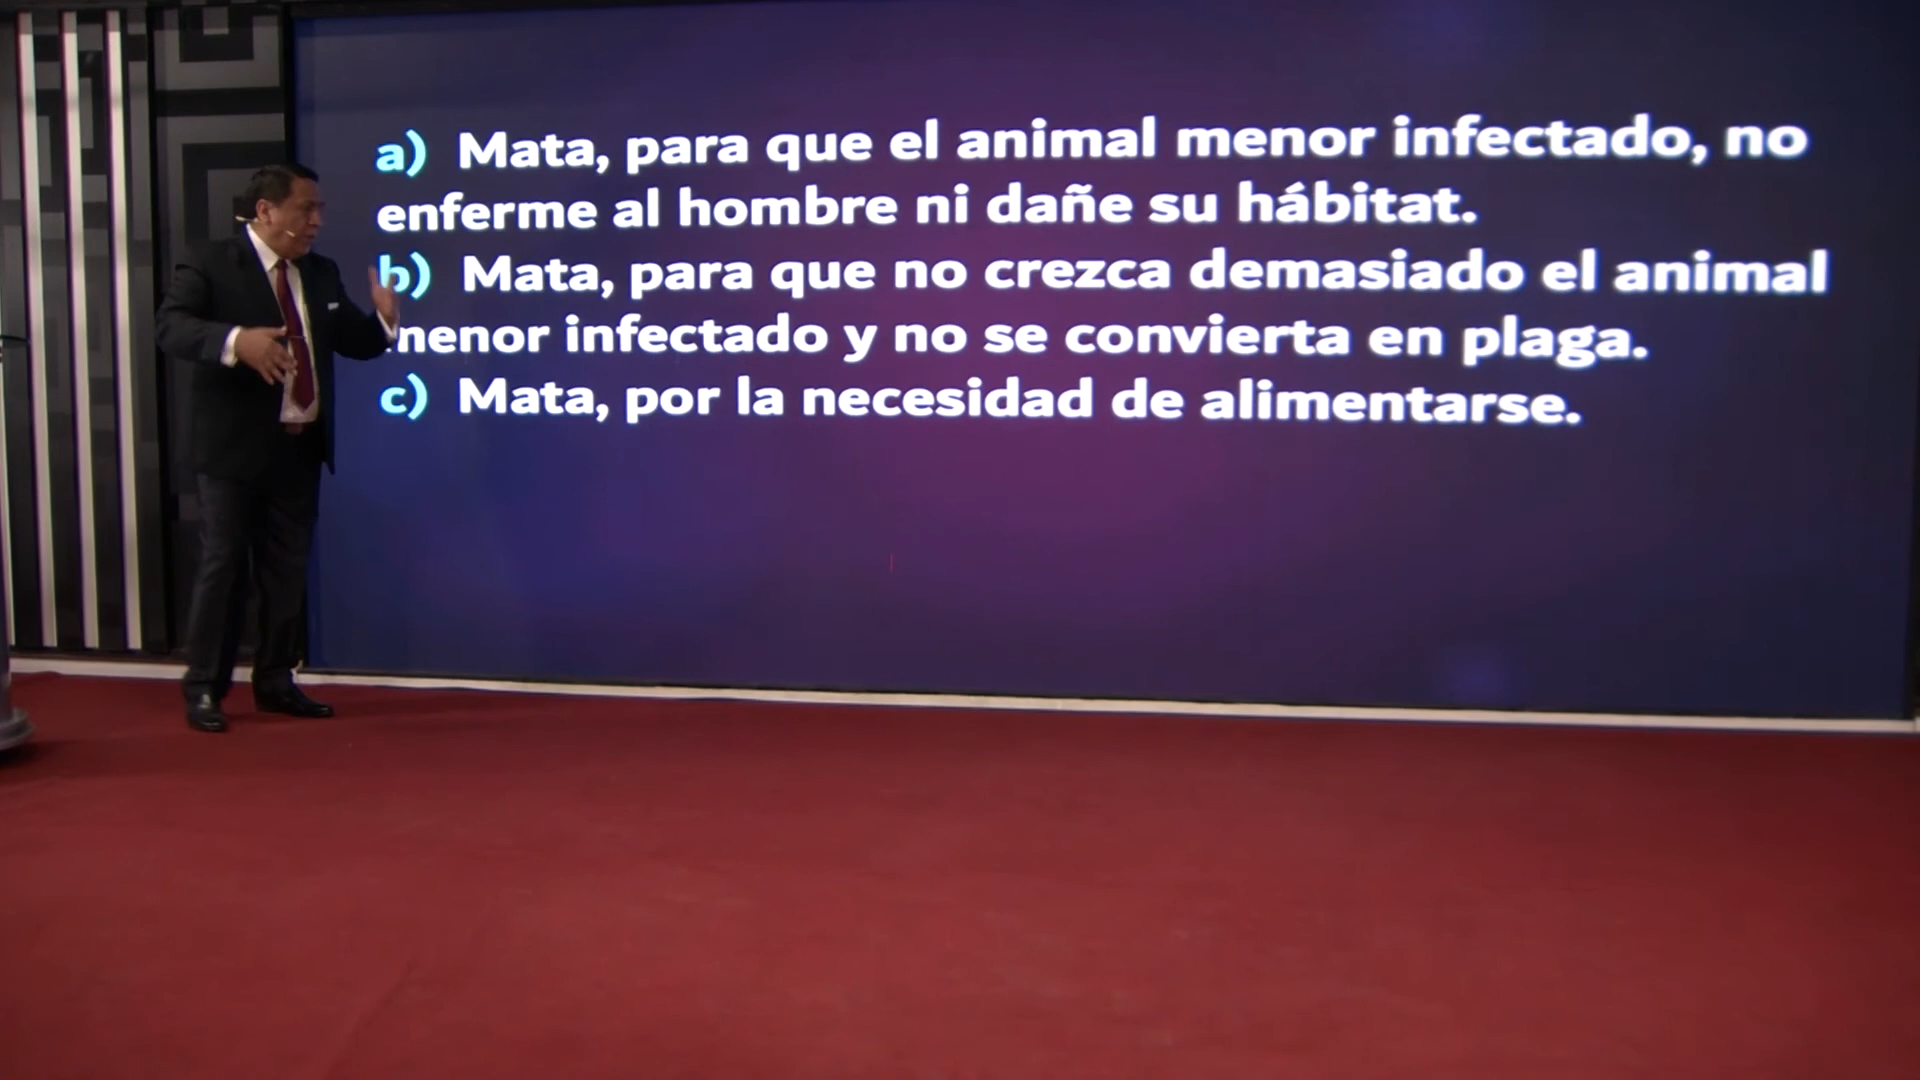 a) Mata, para que el animal menor infectado, no
enferme al hombre ni dañe su hábitat.
b) Mata, para que no crezca demasiado el animal
menor infectado y no se convierta en plaga.
c) Mata, por la necesidad de alimentarse.